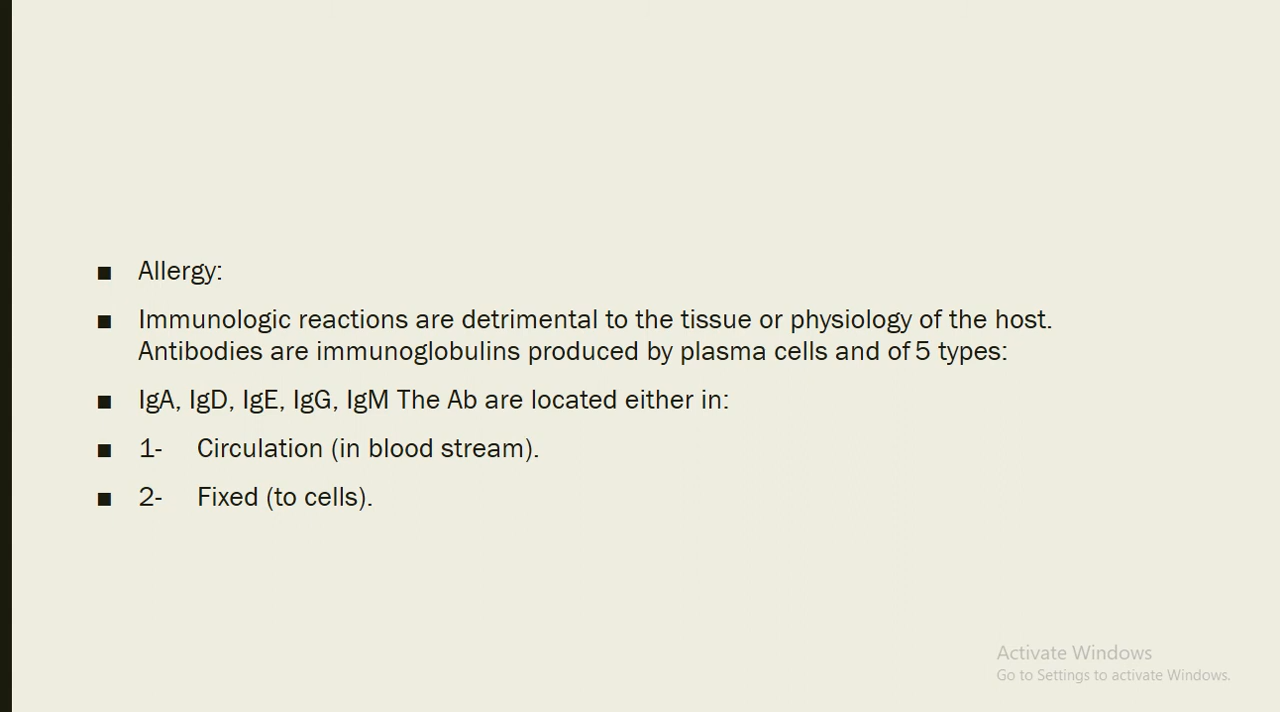 Allergy:
Immunologic reactions are detrimental to the tissue or physiology of the host.
Antibodies are immunoglobulins produced by plasma cells and of 5 types:
IgA, IgD, IgE, IgG, IgM The Ab are located either in:
1- Circulation (in blood stream).
2- Fixed (to cells).
Activate Windows
Go to Settings to activate Windows.